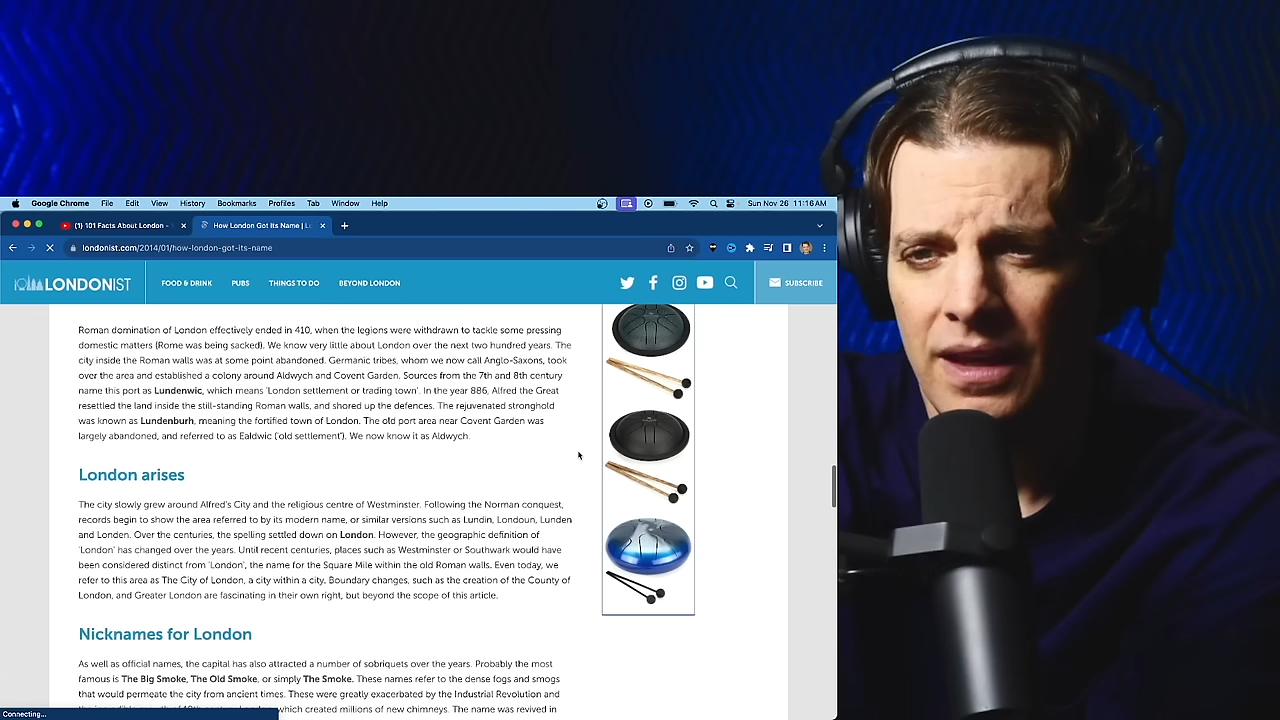 Google Chrome File Edit View History Bookmarks Profiles Tab Window Help Sun Nov 26 11:16 AM
(1) 101 Facts About London - How London Got Its Name |
londonist.com/2014/01/how-london-got-its-name
LONDONIST FOOD & DRINK PUBS THINGS TO DO BEYOND LONDON SUBSCRIBE
Roman domination of London effectively ended in 410, when the legions were withdrawn to tackle some pressing
domestic matters (Rome was being sacked). We know very little about London over the next two hundred years. The
city inside the Roman walls was at some point abandoned. Germanic tribes, whom we now call Anglo-Saxons, took
over the area and established a colony around Aldwych and Covent Garden. Sources from the 7th and 8th century
name this port as Lundenwic, which means 'London settlement or trading town'. In the year 886, Alfred the Great
resettled the land inside the still-standing Roman walls, and shored up the defences. The rejuvenated stronghold
was known as Lundenburh, meaning the fortified town of London. The old port area near Covent Garden was
largely abandoned, and referred to as Ealdwic ('old settlement'). We now know it as Aldwych.
London arises
The city slowly grew around Alfred's City and the religious centre of Westminster. Following the Norman conquest,
records begin to show the area referred to by its modern name, or similar versions such as Lundin, Londoun, Lunden
and Londen. Over the centuries, the spelling settled down on London. However, the geographic definition of
'London' has changed over the years. Until recent centuries, places such as Westminster or Southwark would have
been considered distinct from 'London', the name for the Square Mile within the old Roman walls. Even today, we
refer to this area as The City of London, a city within a city. Boundary changes, such as the creation of the County of
London, and Greater London are fascinating in their own right, but beyond the scope of this article.
Nicknames for London
As well as official names, the capital has also attracted a number of sobriquets over the years. Probably the most
famous is The Big Smoke, The Old Smoke, or simply The Smoke. These names refer to the dense fogs and smogs
that would permeate the city from ancient times. These were greatly exacerbated by the Industrial Revolution and
which created millions of new chimneys. The name was revived in
Connecting...